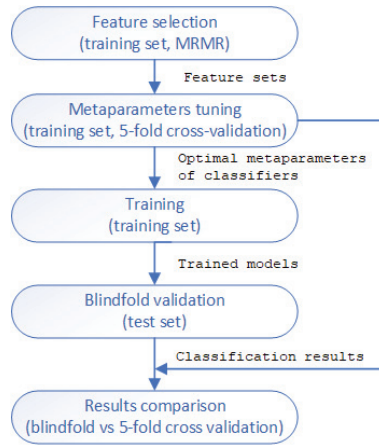 Feature selection
(training set, MRMR)
Feature sets
Metaparameters tuning
(training set, 5-fold cross-validation)
Optimal metaparameters
of classifiers
Training
(training set)
Trained models
Blindfold validation
(test set)
Classification results
Results comparison
(blindfold vs 5-fold cross validation)